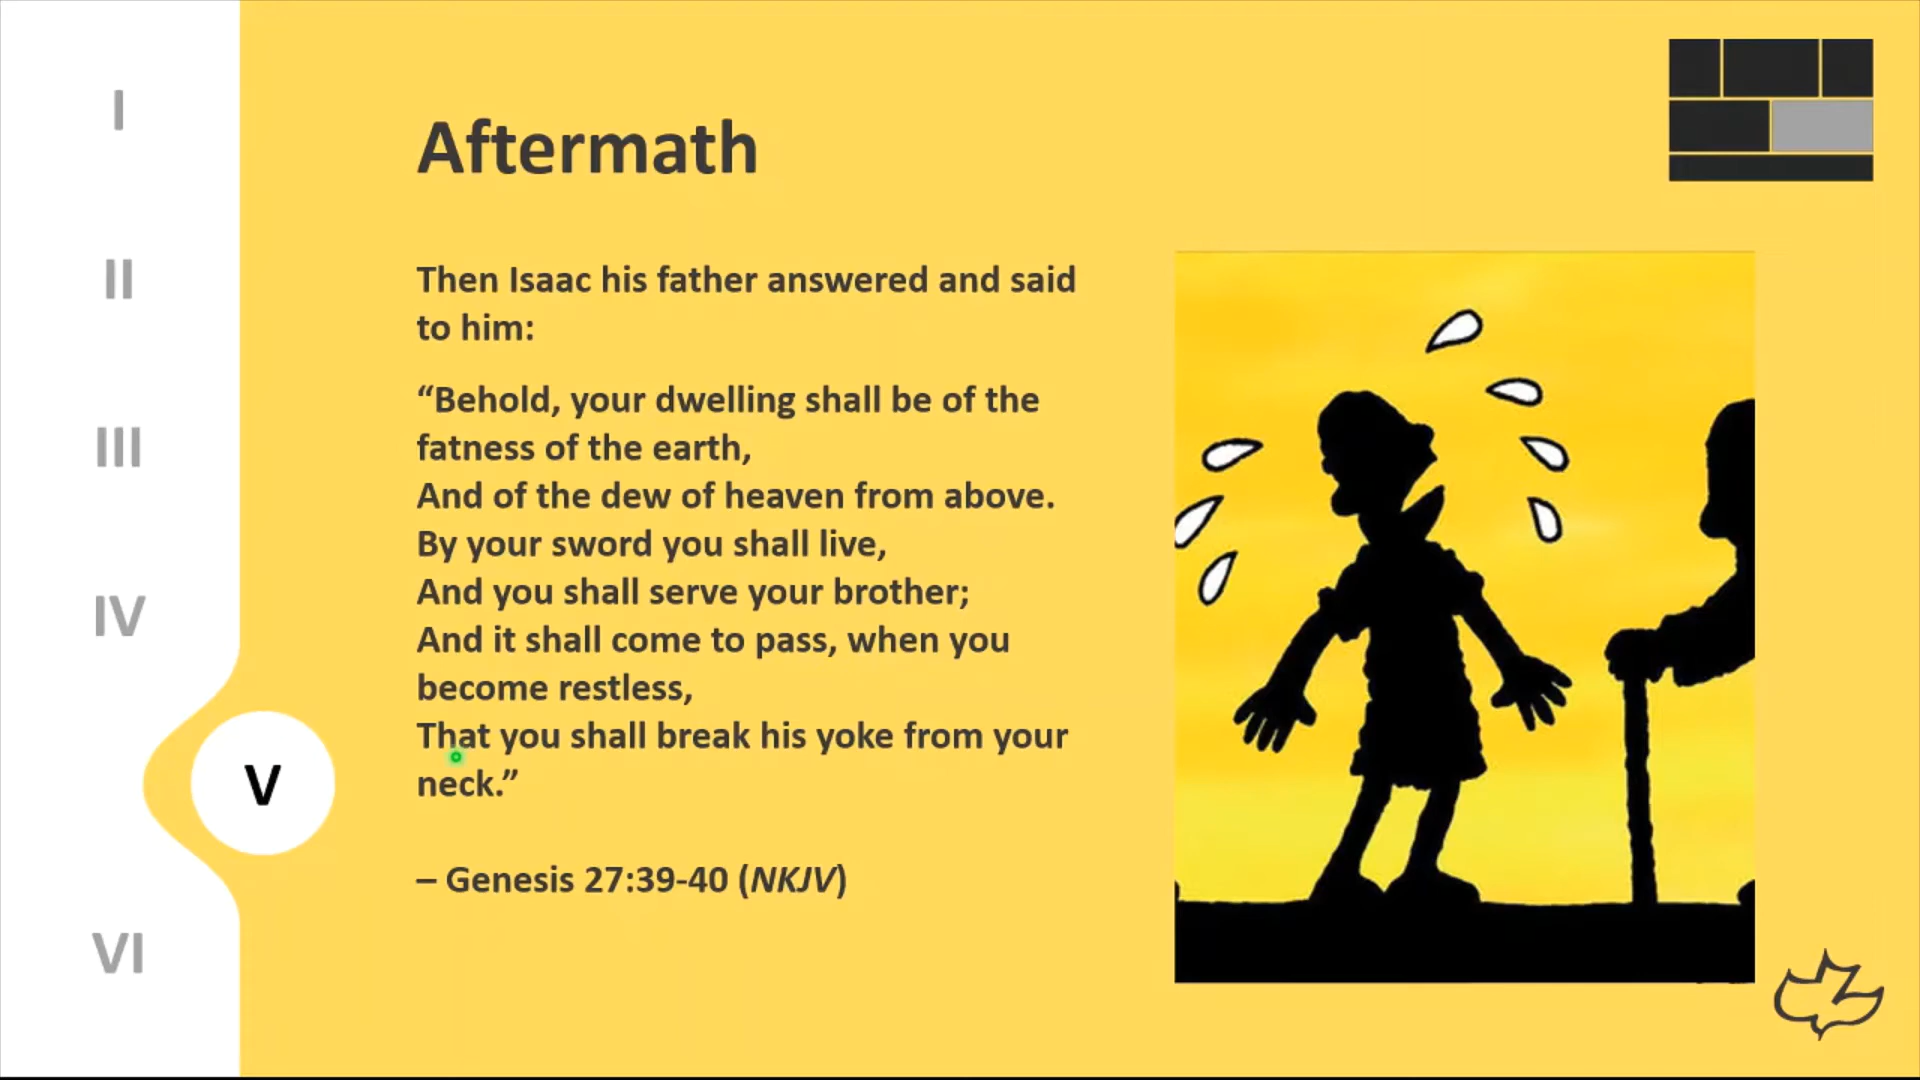 I
II
III
IV
V
VI
Aftermath
Then Isaac his father answered and said
to him:
“Behold, your dwelling shall be of the
fatness of the earth,
And of the dew of heaven from above.
By your sword you shall live,
And you shall serve your brother;
And it shall come to pass, when you
become restless,
That you shall break his yoke from your
neck.”
– Genesis 27:39-40 (NKJV)